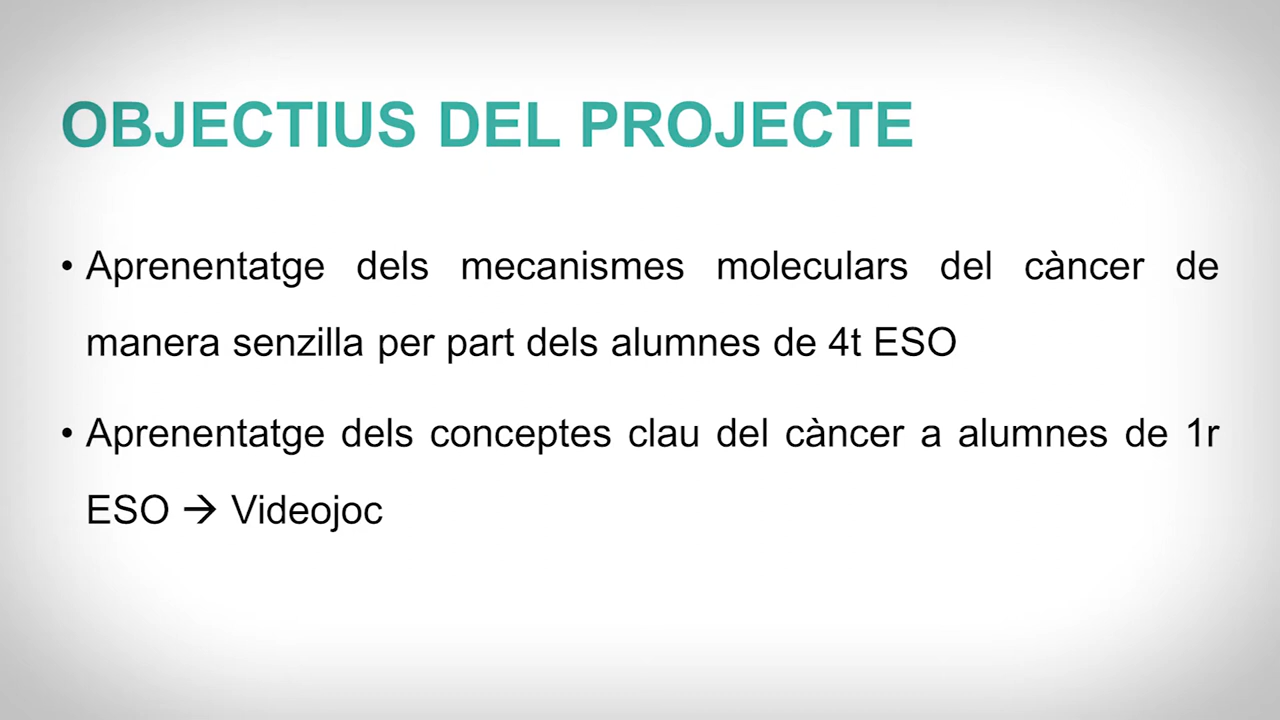 OBJECTIUS DEL PROJECTE
• Aprenentatge dels mecanismes moleculars del càncer de
manera senzilla per part dels alumnes de 4t ESO
• Aprenentatge dels conceptes clau del càncer a alumnes de 1r
ESO → Videojoc